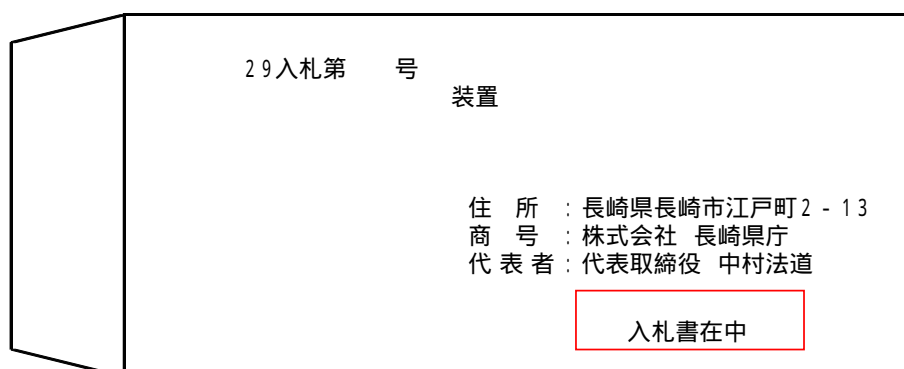 29入札第　　号
装置
住　所　：長崎県長崎市江戸町2－13
商　号　：株式会社 長崎県庁
代 表 者：代表取締役 中村法道
入札書在中